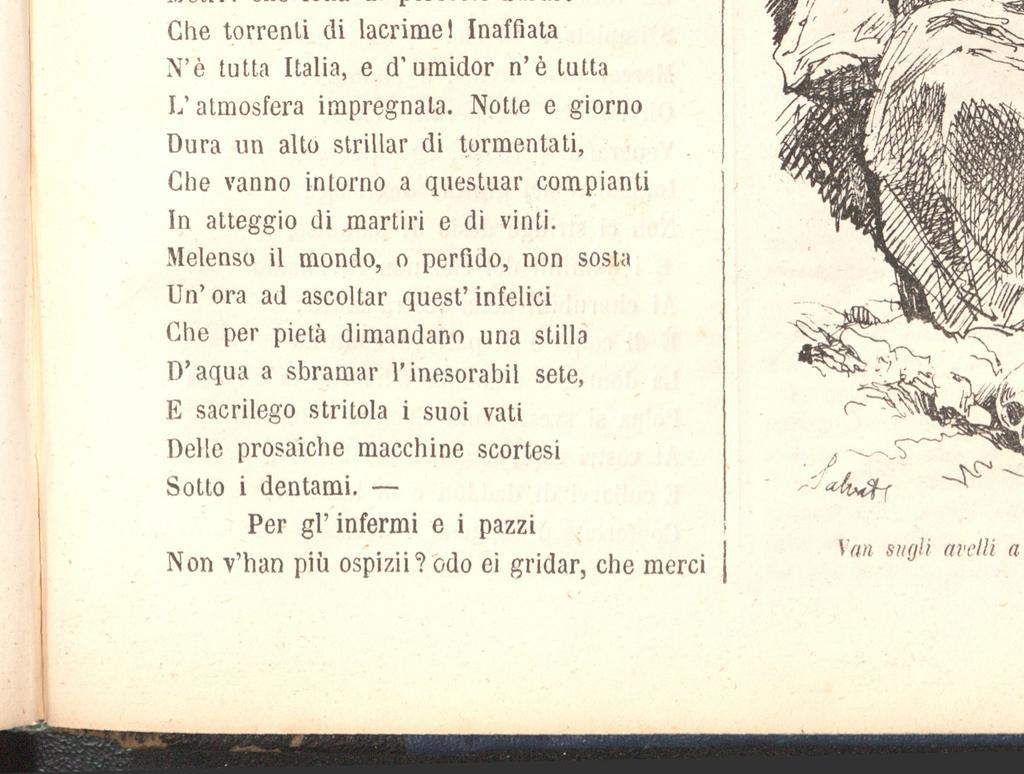 Che torrenti di lacrime! Inaffiata
N'è tutta Italia, e d'umidor n'è tutta
L'atmosfera impregnata. Notte e giorno
Dura un alto strillar di tormentati,
Che vanno intorno a questuar compianti
In atteggio di martiri e di vinti.
Melenso il mondo, o perfido, non sosta
Un'ora ad ascoltar quest'infelici
Che per pietà dimandano una stilla
D'aqua a sbramar l'inesorabil sete,
E sacrilego stritola i suoi vati
Delle prosaiche macchine scortesi
Sotto i dentami. —
Per gl'infermi e i pazzi
Non v'han più ospizii? odo ei gridar, che merci
Van sugli avelli a